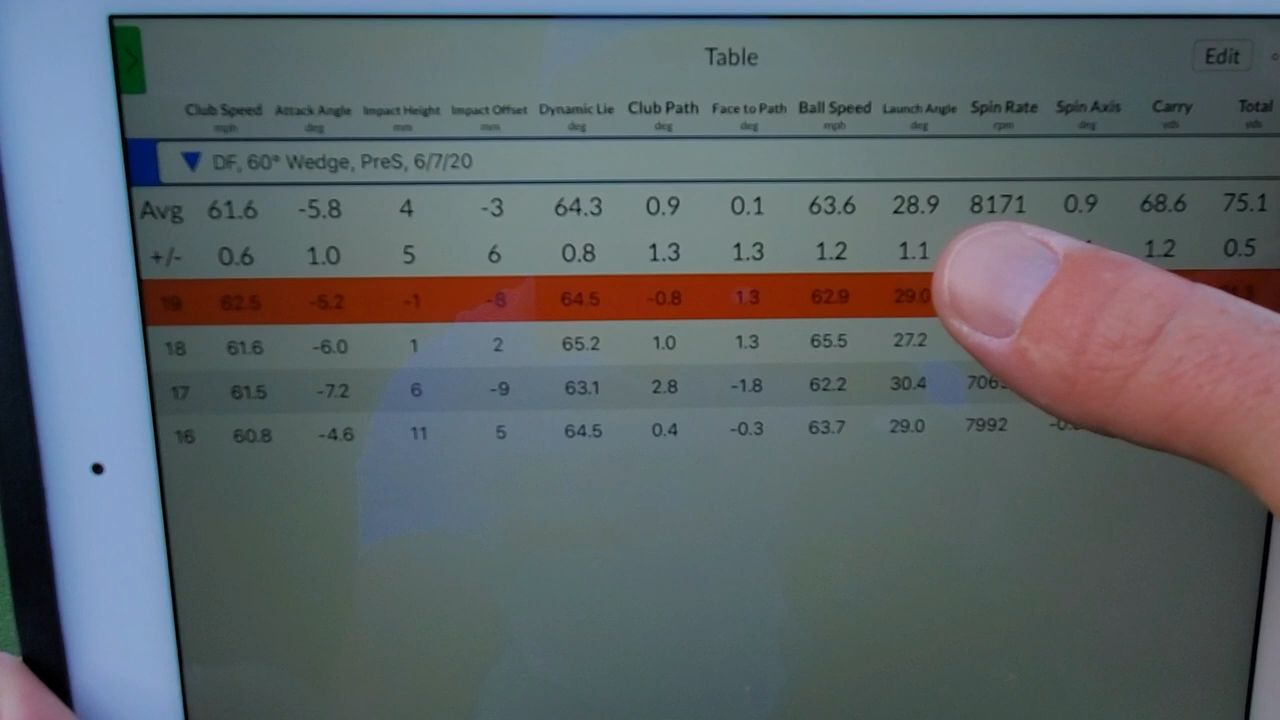 Table
Edit
Club Speed Attack Angle Impact Height Impact Offset Dynamic Lie Club Path Face to Path Ball Speed Launch Angle Spin Rate Spin Axis Carry Total
mph deg mm mm deg deg deg mph deg rpm deg yds yds
DF, 60° Wedge, PreS, 6/7/20
Avg 61.6 -5.8 4 -3 64.3 0.9 0.1 63.6 28.9 8171 0.9 68.6 75.1
+/- 0.6 1.0 5 6 0.8 1.3 1.3 1.2 1.1 1.2 0.5
19 62.5 -5.2 -1 -8 64.5 -0.8 1.3 62.9 29.0
18 61.6 -6.0 1 2 65.2 1.0 1.3 65.5 27.2
17 61.5 -7.2 6 -9 63.1 2.8 -1.8 62.2 30.4 706
16 60.8 -4.6 11 5 64.5 0.4 -0.3 63.7 29.0 7992